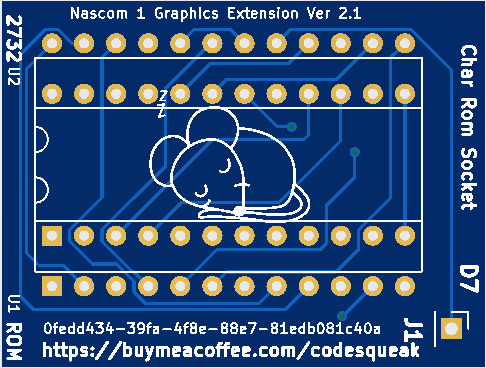 Nascom 1 Graphics Extension Ver 2.1
2732 U2
Char Rom Socket
z
z
D7
J1
U1 ROM
0fedd434-39fa-4f8e-88e7-81edb081c40a
https://buymeacoffee.com/codesqueak